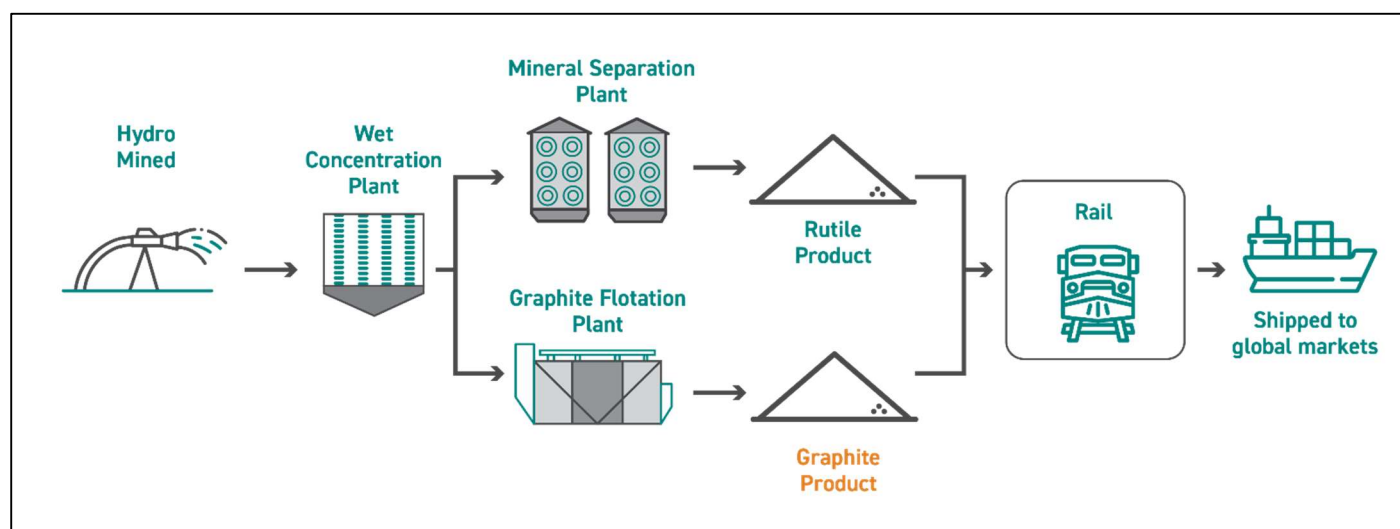 Hydro
Mined
Wet
Concentration
Plant
Mineral Separation
Plant
Graphite Flotation
Plant
Rutile
Product
Graphite
Product
Rail
Shipped to
global markets